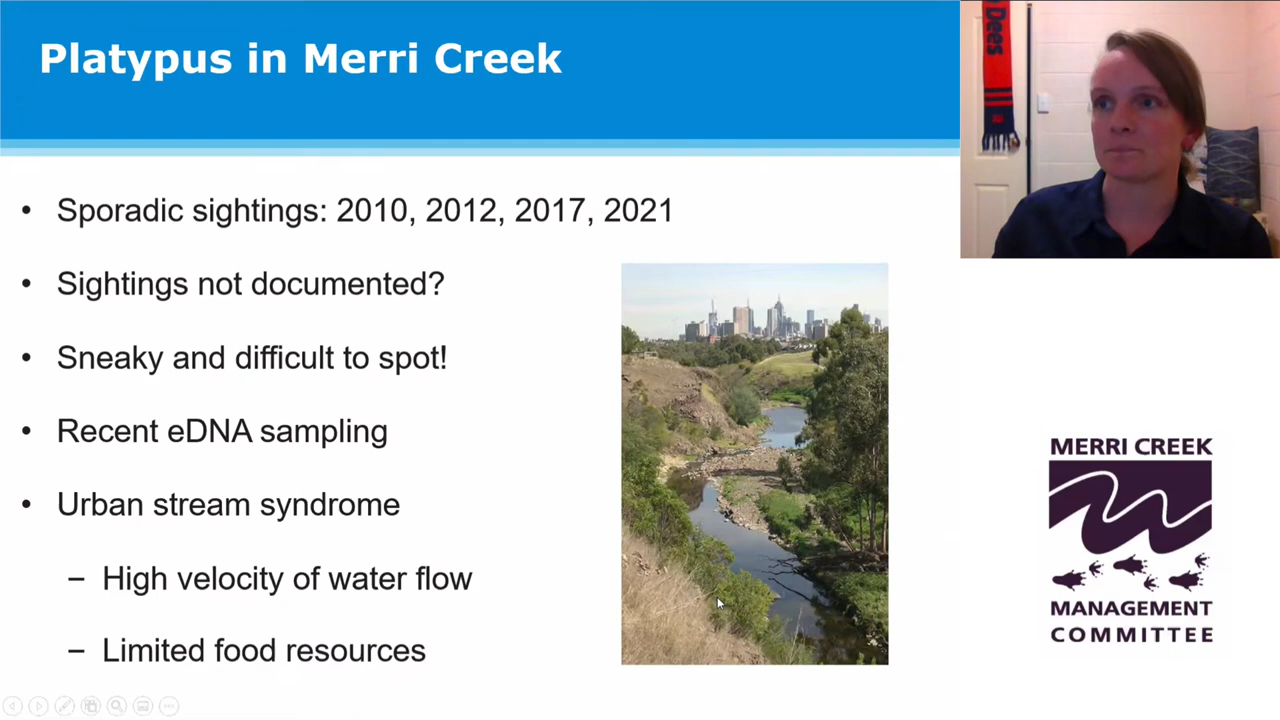 Platypus in Merri Creek
Dees
• Sporadic sightings: 2010, 2012, 2017, 2021
• Sightings not documented?
• Sneaky and difficult to spot!
• Recent eDNA sampling
• Urban stream syndrome
– High velocity of water flow
– Limited food resources
MERRI CREEK
MANAGEMENT
COMMITTEE